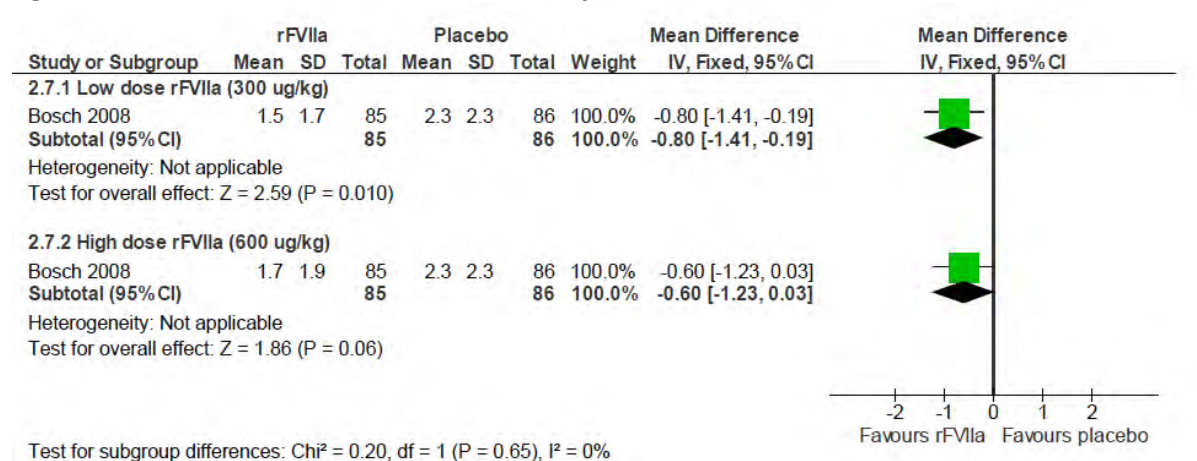 rFVIIa Placebo Mean Difference Mean Difference
Study or Subgroup Mean SD Total Mean SD Total Weight IV, Fixed, 95% CI IV, Fixed, 95% CI
2.7.1 Low dose rFVIIa (300 ug/kg)
Bosch 2008 1.5 1.7 85 2.3 2.3 86 100.0% -0.80 [-1.41, -0.19]
Subtotal (95% CI) 85 86 100.0% -0.80 [-1.41, -0.19]
Heterogeneity: Not applicable
Test for overall effect: Z = 2.59 (P = 0.010)
2.7.2 High dose rFVIIa (600 ug/kg)
Bosch 2008 1.7 1.9 85 2.3 2.3 86 100.0% -0.60 [-1.23, 0.03]
Subtotal (95% CI) 85 86 100.0% -0.60 [-1.23, 0.03]
Heterogeneity: Not applicable
Test for overall effect: Z = 1.86 (P = 0.06)
-2 -1 0 1 2
Favours rFVIIa Favours placebo
Test for subgroup differences: Chi² = 0.20, df = 1 (P = 0.65), I² = 0%